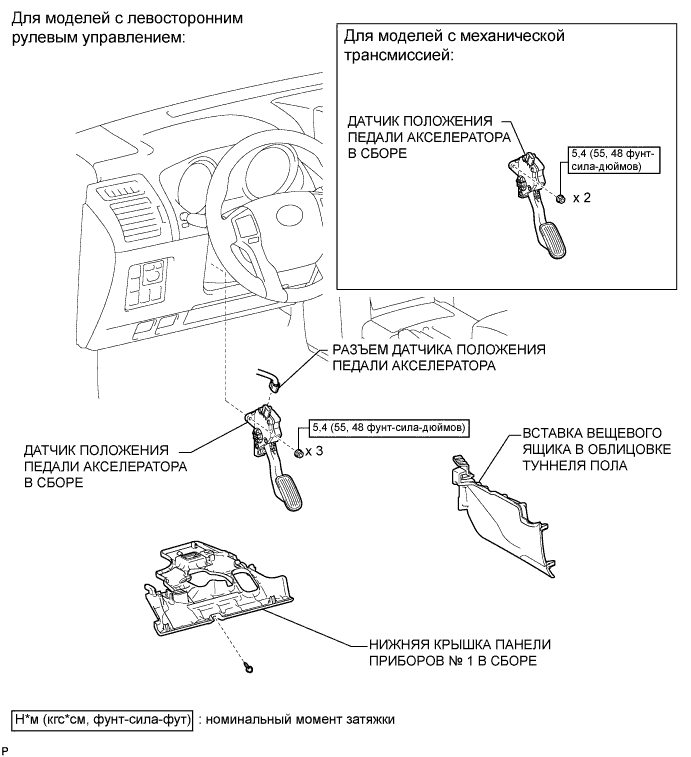 Для моделей с левосторонним
рулевым управлением:
Для моделей с механической
трансмиссией:
ДАТЧИК ПОЛОЖЕНИЯ
ПЕДАЛИ АКСЕЛЕРАТОРА
В СБОРЕ
5,4 (55, 48 фунт-
сила-дюймов)
x 2
РАЗЪЕМ ДАТЧИКА ПОЛОЖЕНИЯ
ПЕДАЛИ АКСЕЛЕРАТОРА
5,4 (55, 48 фунт-сила-дюймов)
x 3
ДАТЧИК ПОЛОЖЕНИЯ
ПЕДАЛИ АКСЕЛЕРАТОРА
В СБОРЕ
ВСТАВКА ВЕЩЕВОГО
ЯЩИКА В ОБЛИЦОВКЕ
ТУННЕЛЯ ПОЛА
НИЖНЯЯ КРЫШКА ПАНЕЛИ
ПРИБОРОВ № 1 В СБОРЕ
Н*м (кгс*см, фунт-сила-фут) : номинальный момент затяжки
P